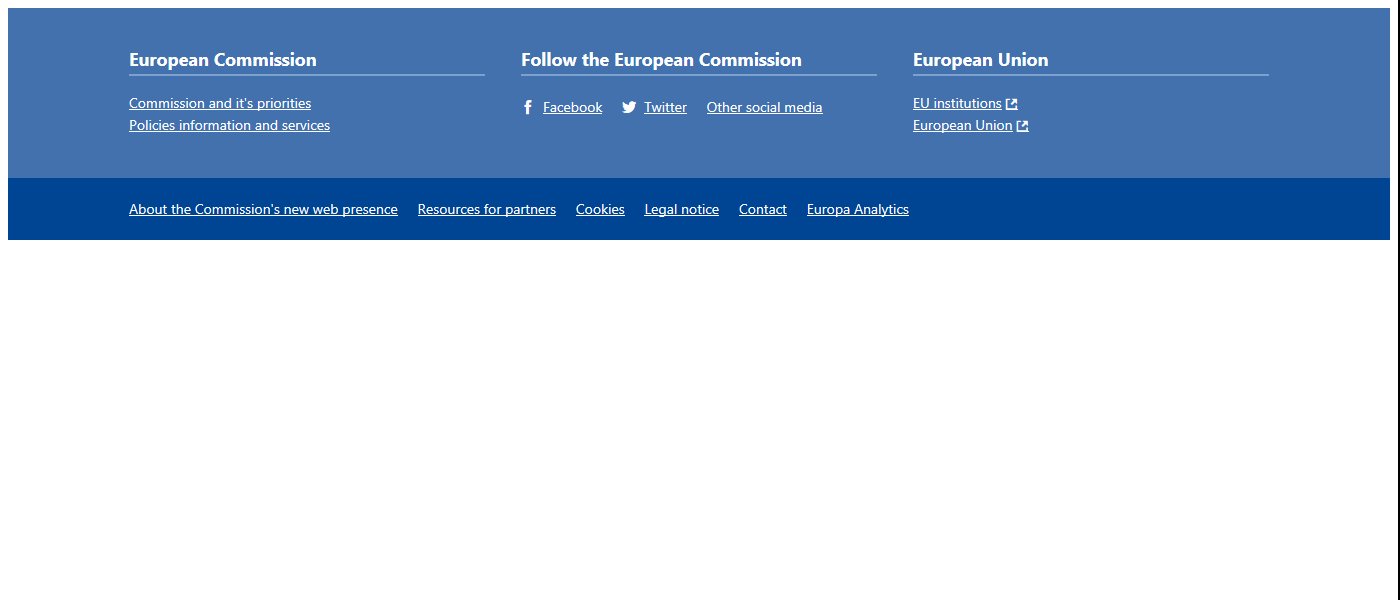 European Commission
Commission and it's priorities
Policies information and services
Follow the European Commission
Facebook Twitter Other social media
European Union
EU institutions
European Union
About the Commission's new web presence Resources for partners Cookies Legal notice Contact Europa Analytics